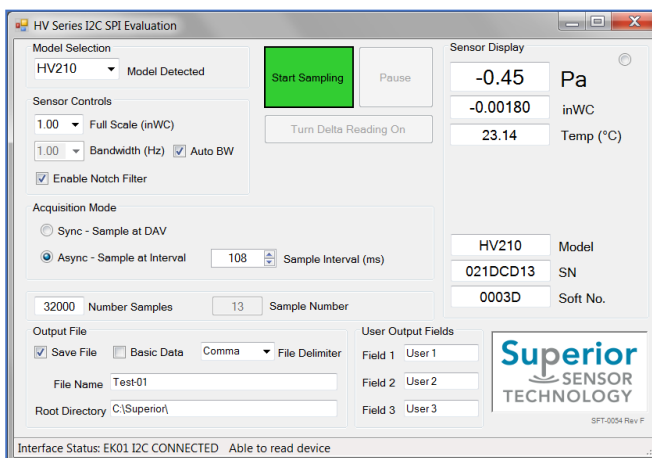 HV Series I2C SPI Evaluation
Model Selection
HV210 Model Detected
Sensor Controls
1.00 Full Scale (inWC)
1.00 Bandwidth (Hz) Auto BW
Enable Notch Filter
Start Sampling Pause
Turn Delta Reading On
Sensor Display
-0.45 Pa
-0.00180 inWC
23.14 Temp (°C)
Acquisition Mode
Sync - Sample at DAV
Async - Sample at Interval 108 Sample Interval (ms)
HV210 Model
021DCD13 SN
0003D Soft No.
32000 Number Samples 13 Sample Number
Output File
Save File Basic Data Comma File Delimiter
File Name Test-01
Root Directory C:\Superior\
User Output Fields
Field 1 User 1
Field 2 User 2
Field 3 User 3
Superior
SENSOR
TECHNOLOGY
SFT-0054 Rev F
Interface Status: EK01 I2C CONNECTED Able to read device